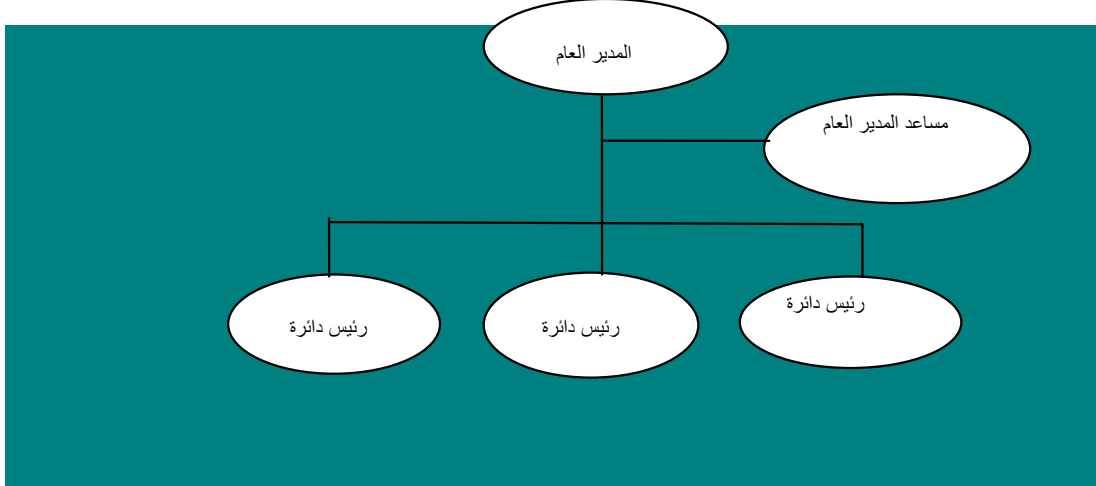 المدير العام
مساعد المدير العام
رئيس دائرة
رئيس دائرة
رئيس دائرة